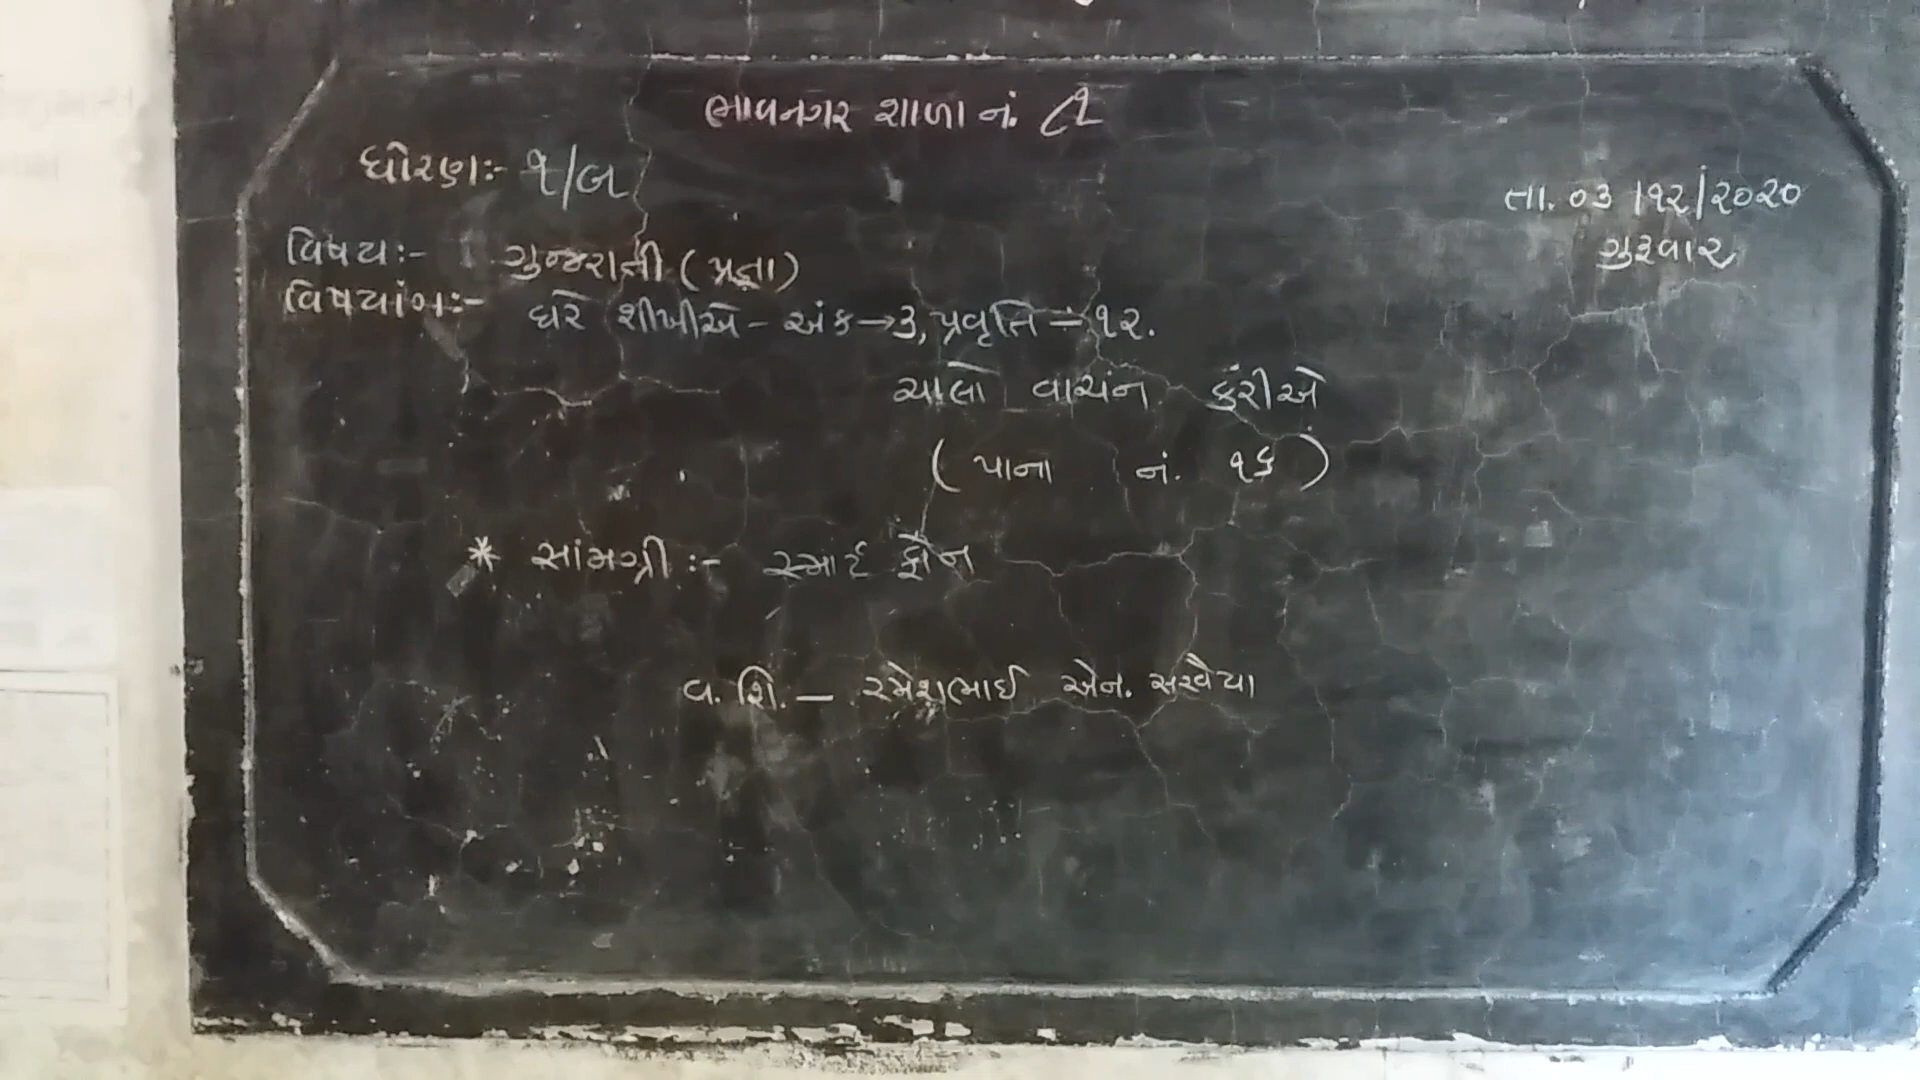 ભાવનગર શાળા નં. ૮૧
ધોરણઃ- ૧/બ
તા. ૦૩/૧૨/૨૦૨૦
ગુરૂવાર
વિષયઃ- ગુજરાતી (પ્રજ્ઞા)
વિષયાંગઃ- ઘરે શીખીએ - અંક → ૩, પ્રવૃત્તિ - ૧૨.
ચાલો વાચંન કરીએ
(પાના નં. ૧૬)
* સાંમગ્રી :- સ્માર્ટ ફોન
વ. શિ. - રમેશભાઈ એન. સરવૈયા